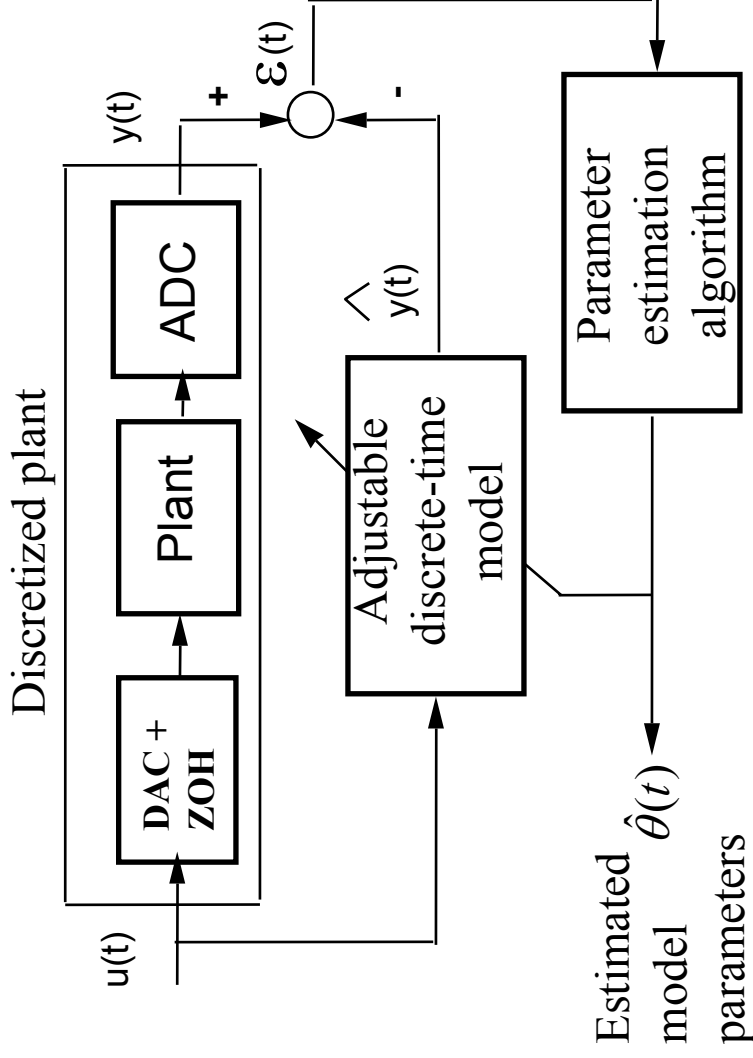 Discretized plant
u(t)
DAC +
ZOH
Plant
ADC
y(t)
+
ε(t)
-
Adjustable
discrete-time
model
ŷ(t)
Estimated
model
parameters
θ̂(t)
Parameter
estimation
algorithm